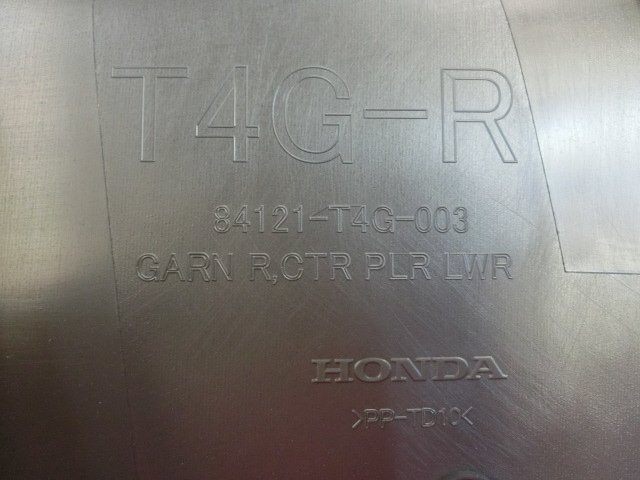 T4G-R
84121-T4G-003
GARN R,CTR PLR LWR
HONDA
>PP-TD10<